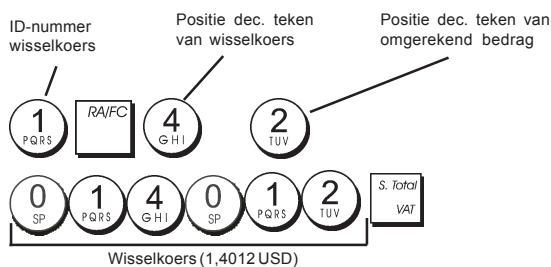 ID-nummer
wisselkoers
Positie dec. teken
van wisselkoers
Positie dec. teken van
omgerekend bedrag
1 PQRS RA/FC 4 GHI 2 TUV
0 SP 1 PQRS 4 GHI 0 SP 1 PQRS 2 TUV S. Total VAT
Wisselkoers (1,4012 USD)